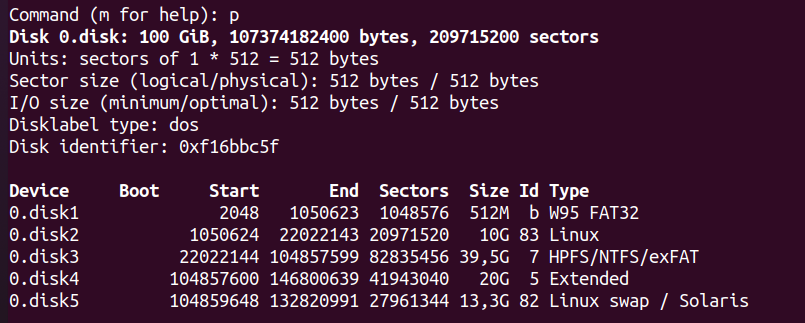 Command (m for help): p
Disk 0.disk: 100 GiB, 107374182400 bytes, 209715200 sectors
Units: sectors of 1 * 512 = 512 bytes
Sector size (logical/physical): 512 bytes / 512 bytes
I/O size (minimum/optimal): 512 bytes / 512 bytes
Disklabel type: dos
Disk identifier: 0xf16bbc5f

Device     Boot     Start       End  Sectors  Size Id Type
0.disk1              2048   1050623  1048576  512M  b W95 FAT32
0.disk2           1050624  22022143 20971520   10G 83 Linux
0.disk3          22022144 104857599 82835456 39,5G  7 HPFS/NTFS/exFAT
0.disk4         104857600 146800639 41943040   20G  5 Extended
0.disk5         104859648 132820991 27961344 13,3G 82 Linux swap / Solaris